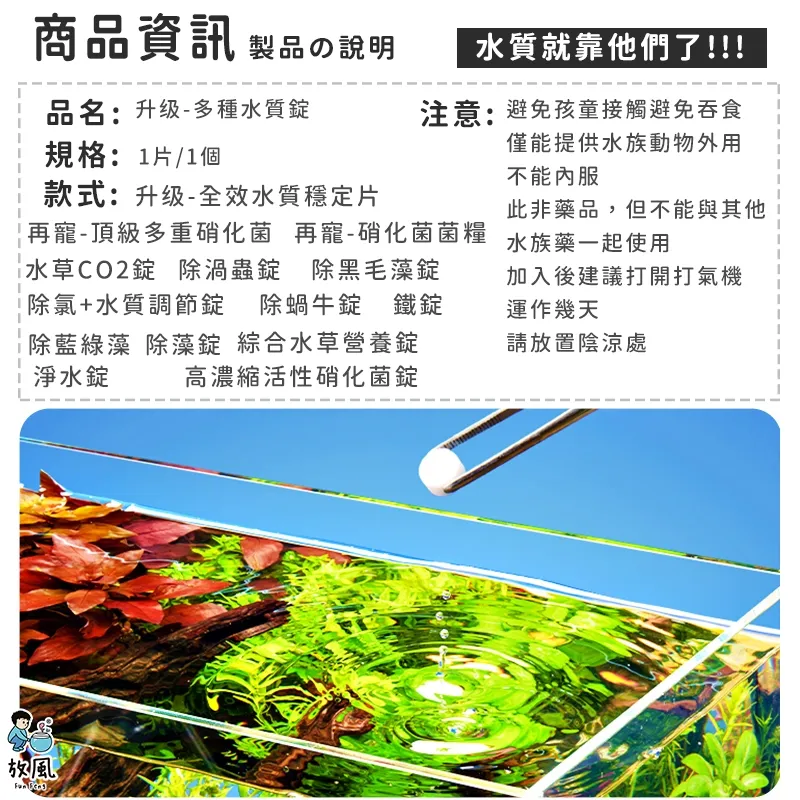 商品資訊 製品の說明
水質就靠他們了!!!
品名: 升级-多種水質錠
規格: 1片/1個
款式: 升级-全效水質穩定片
再寵-頂級多重硝化菌 再寵-硝化菌菌糧
水草CO2錠 除渦蟲錠 除黑毛藻錠
除氯+水質調節錠 除蝸牛錠 鐵錠
除藍綠藻 除藻錠 綜合水草營養錠
淨水錠 高濃縮活性硝化菌錠
注意: 避免孩童接觸避免吞食
僅能提供水族動物外用
不能內服
此非藥品，但不能與其他
水族藥一起使用
加入後建議打開打氣機
運作幾天
請放置陰涼處
放風
Fun Feng